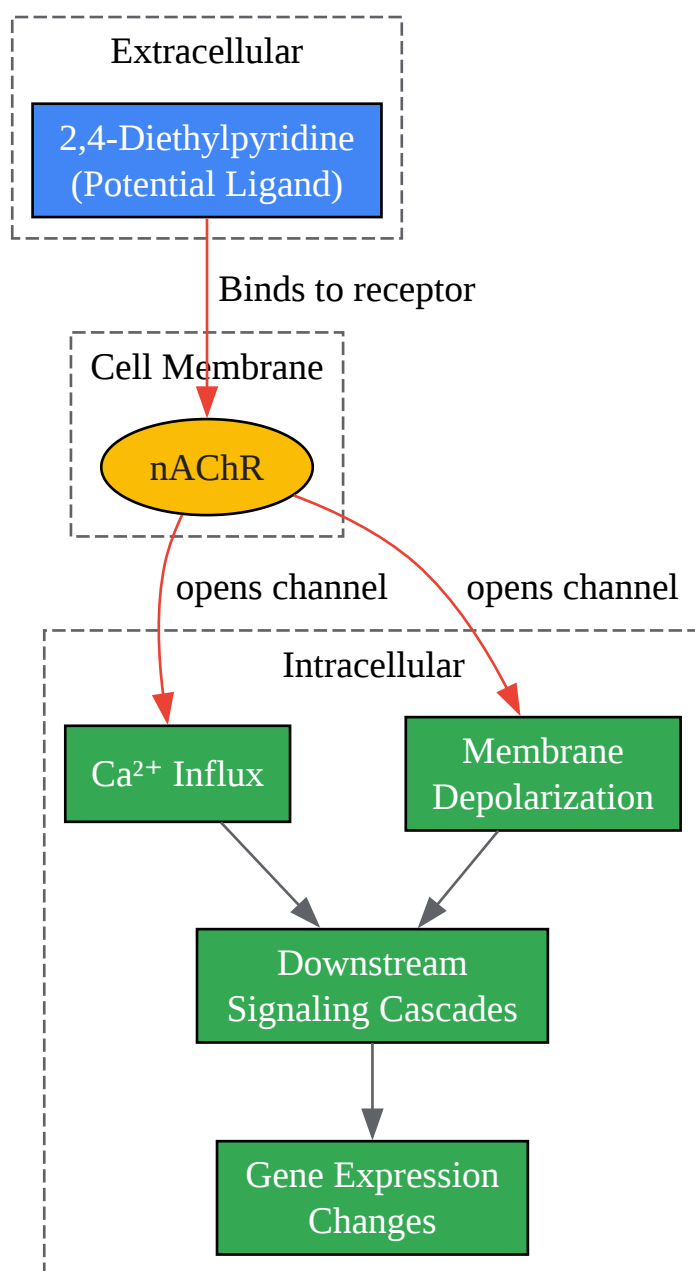 Extracellular
2,4-Diethylpyridine
(Potential Ligand)
Binds to receptor
Cell Membrane
nAChR
opens channel
opens channel
Intracellular
Ca²⁺ Influx
Membrane
Depolarization
Downstream
Signaling Cascades
Gene Expression
Changes